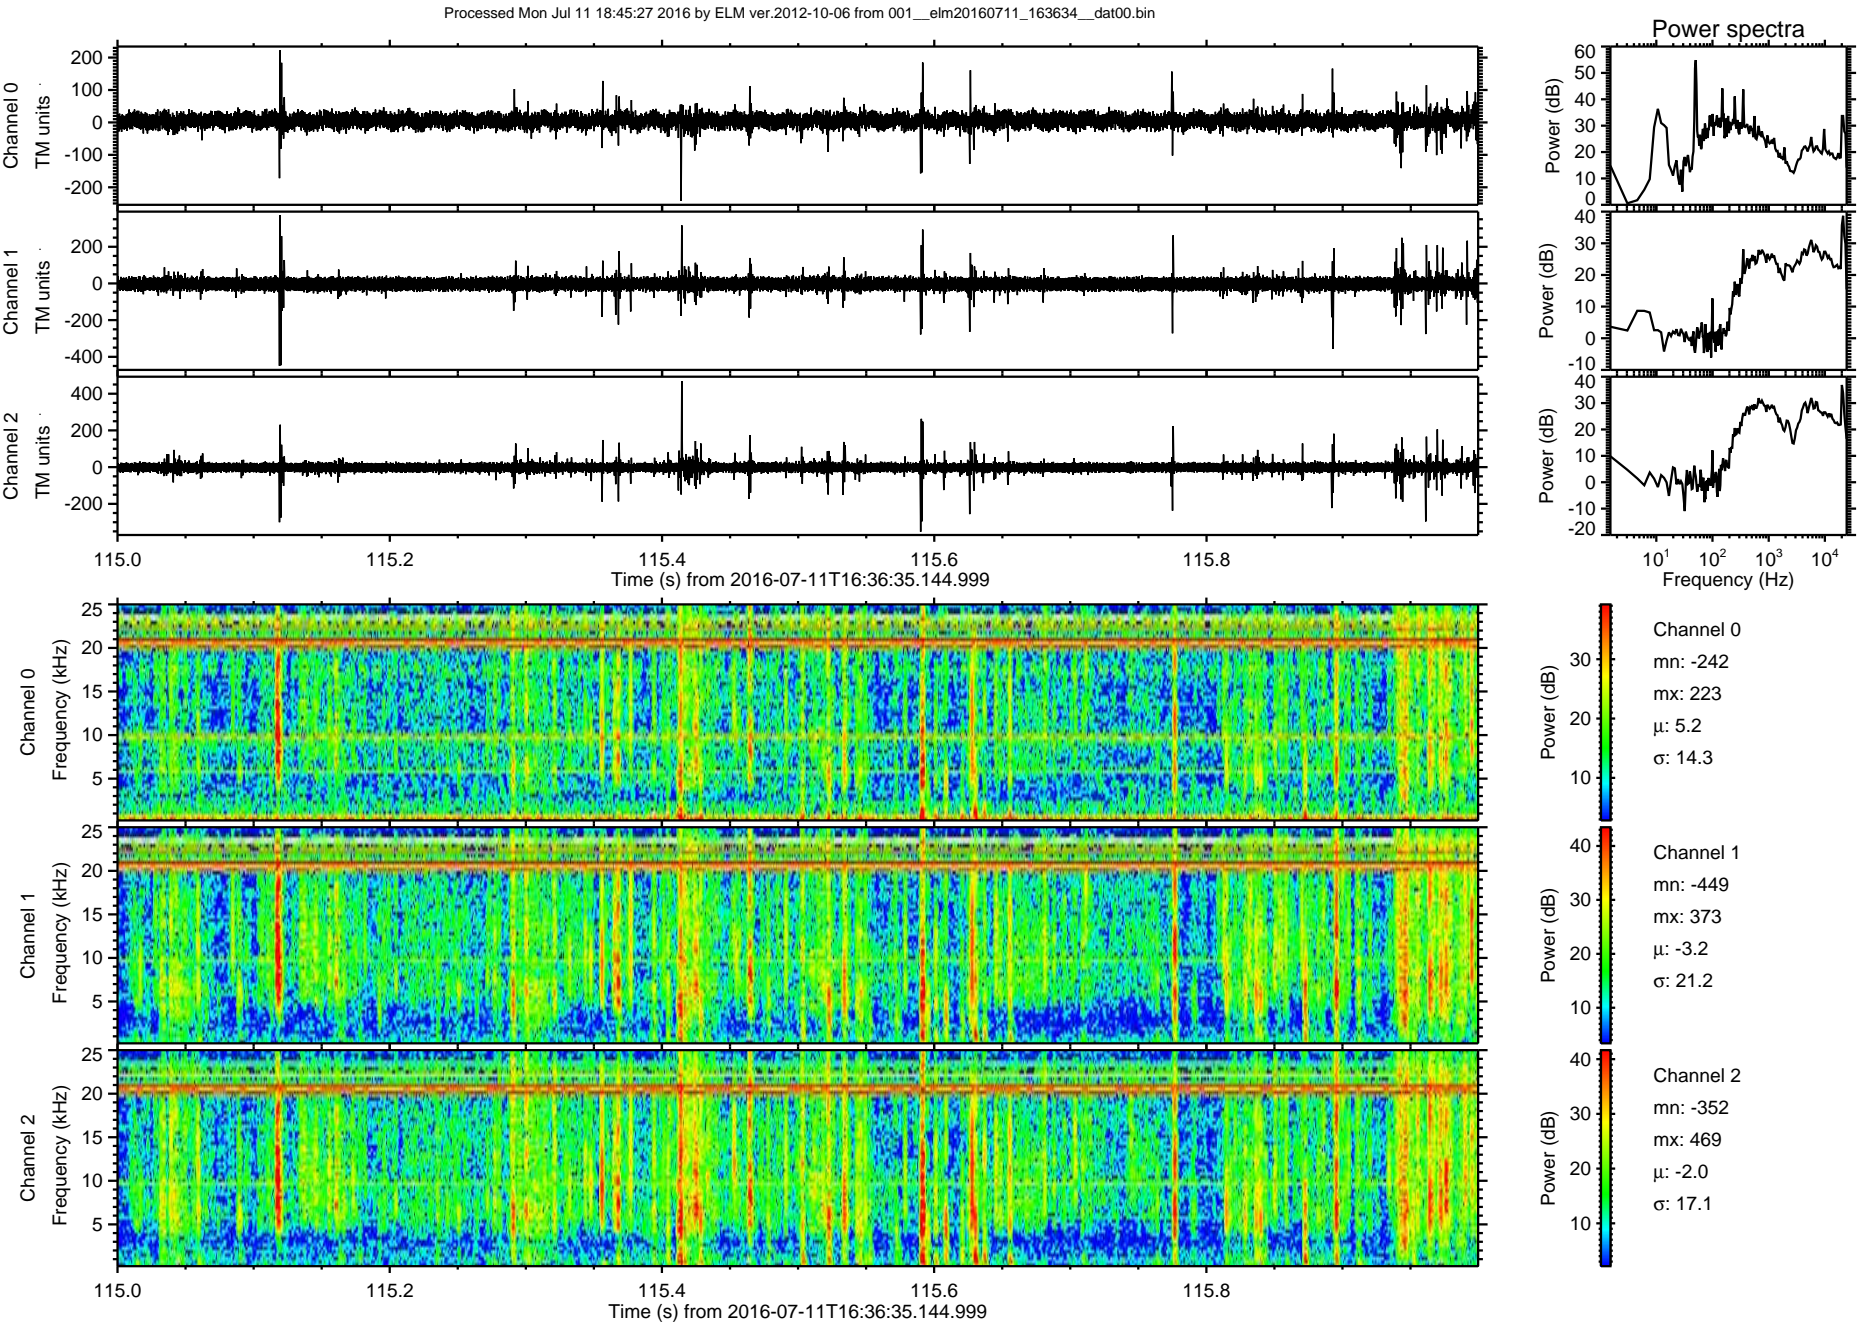 Processed Mon Jul 11 18:45:27 2016 by ELM ver.2012-10-06 from 001__elm20160711_163634__dat00.bin
Power spectra
Channel 0
TM units
200
100
0
-100
-200
Power (dB)
60
50
40
30
20
10
0
Channel 1
TM units
200
0
-200
-400
Power (dB)
40
30
20
10
0
-10
Channel 2
TM units
400
200
0
-200
Power (dB)
40
30
20
10
0
-10
-20
115.0 115.2 115.4 115.6 115.8
Time (s) from 2016-07-11T16:36:35.144.999
10¹ 10² 10³ 10⁴
Frequency (Hz)
Channel 0
Frequency (kHz)
25
20
15
10
5
Power (dB)
30
20
10
Channel 0
mn: -242
mx: 223
μ: 5.2
σ: 14.3
Channel 1
Frequency (kHz)
25
20
15
10
5
Power (dB)
40
30
20
10
Channel 1
mn: -449
mx: 373
μ: -3.2
σ: 21.2
Channel 2
Frequency (kHz)
25
20
15
10
5
Power (dB)
40
30
20
10
Channel 2
mn: -352
mx: 469
μ: -2.0
σ: 17.1
115.0 115.2 115.4 115.6 115.8
Time (s) from 2016-07-11T16:36:35.144.999